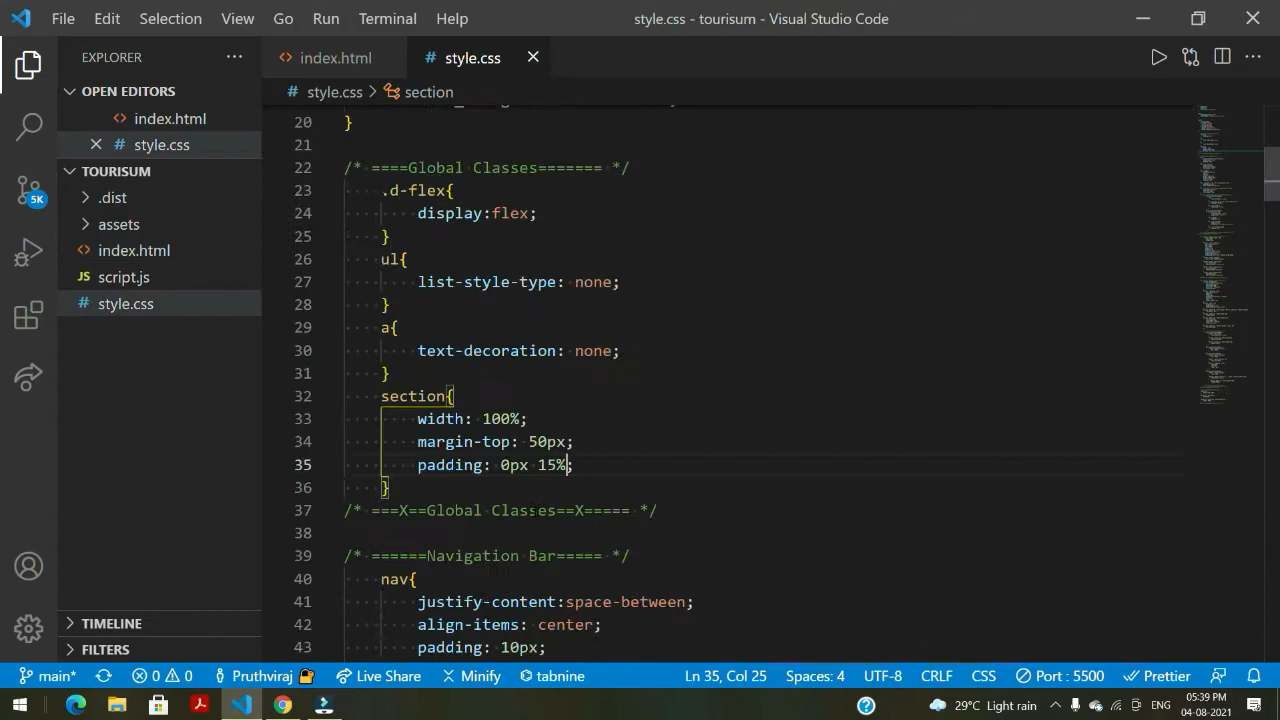 File Edit Selection View Go Run Terminal Help style.css - tourisum - Visual Studio Code
EXPLORER
OPEN EDITORS
index.html
style.css
TOURISUM
.dist
assets
index.html
JS script.js
# style.css
TIMELINE
FILTERS
5K
<> index.html # style.css
# style.css > section
20 }
21
22 /* ====Global Classes======= */
23 .d-flex{
24 display:flex;
25 }
26 ul{
27 list-style-type: none;
28 }
29 a{
30 text-decoration: none;
31 }
32 section{
33 width: 100%;
34 margin-top: 50px;
35 padding: 0px 15%;
36 }
37 /* ===X==Global Classes==X===== */
38
39 /* ======Navigation Bar===== */
40 nav{
41 justify-content:space-between;
42 align-items: center;
43 padding: 10px;
main* 0 0 Pruthviraj Live Share Minify tabnine Ln 35, Col 25 Spaces: 4 UTF-8 CRLF CSS Port : 5500 Prettier
29°C Light rain ENG 05:39 PM
04-08-2021